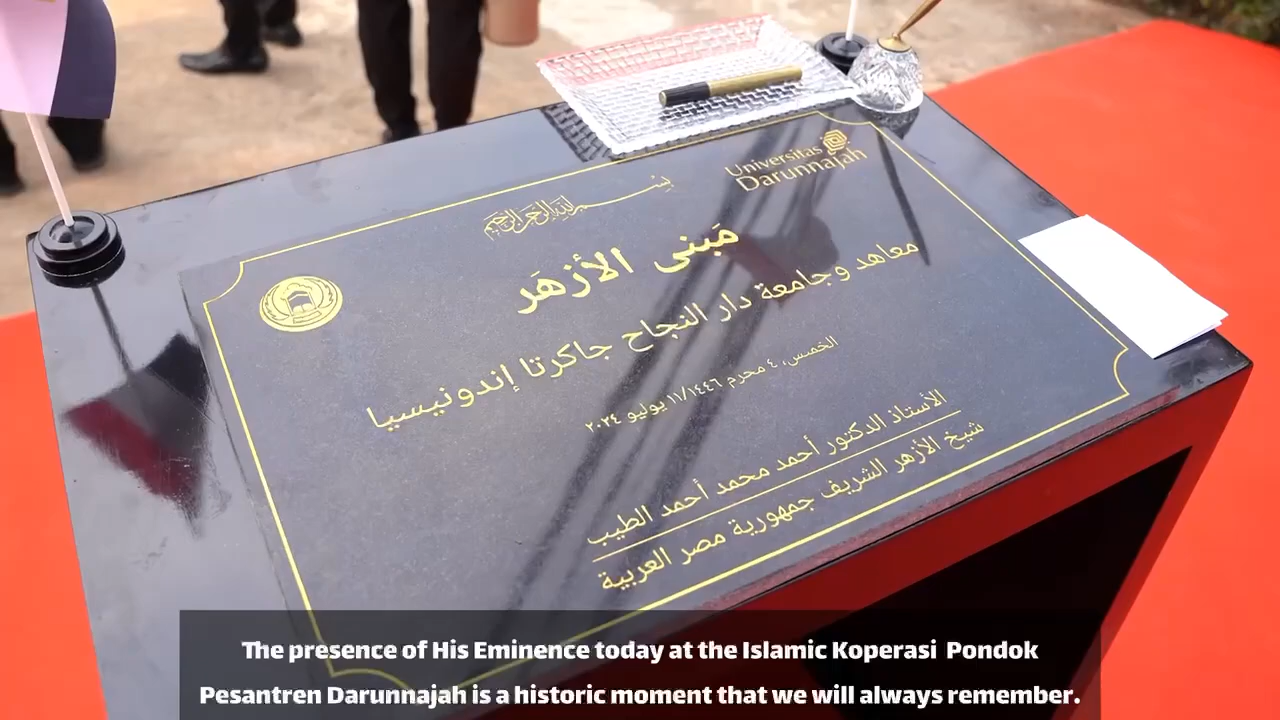 بسم الله الرحمن الرحيم
Universitas
Darunnajah
مَبنى الأزهَر
معاهد وجامعة دار النجاح جاكرتا إندونيسيا
الخميس، ٤ محرم ١١/١٤٤٦ يوليو ٢٠٢٤
الأستاذ الدكتور أحمد محمد أحمد الطيب
شيخ الأزهر الشريف جمهورية مصر العربية
The presence of His Eminence today at the Islamic Koperasi Pondok
Pesantren Darunnajah is a historic moment that we will always remember.